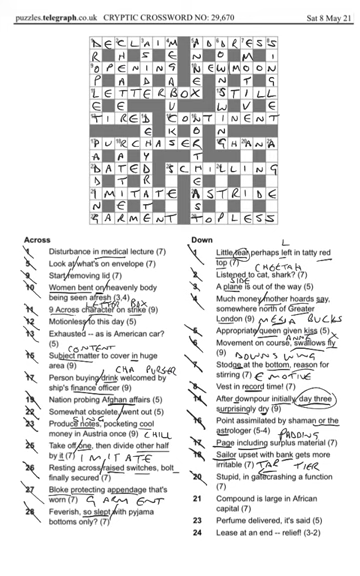 puzzles.telegraph.co.uk CRYPTIC CROSSWORD NO: 29,670 Sat 8 May 21
DECLAIM ADDRESS
OPENING NEWMOON
LETTERBOX STILL
TIRED CONTINENT
PURCHASER GHANA
DATED SCHILLING
IMITATE ASTRIDE
GARMENT TOPLESS
Across
1 Disturbance in medical lecture (7)
5 Look at what's on envelope (7)
9 Start removing lid (7)
10 Women bent on heavenly body
being seen afresh (3,4)
LETTER BOX
11 9 Across character on strike (9)
12 Motionless to this day (5)
13 Exhausted -- as is American car?
(5) CONTENT
16 Subject matter to cover in huge
area (9) CHA PURSER
17 Person buying drink welcomed by
ship's finance officer (9)
19 Nation probing Afghan affairs (5)
22 Somewhat obsolete, went out (5)
SING
23 Produce notes, pocketing cool
money in Austria once (9) CHILL
25 Take off one, then divide other half
by it (7) IMITATE
26 Resting across raised switches, bolt
finally secured (7)
27 Bloke protecting appendage that's
worn (7) G ARM ENT
28 Feverish, so slept with pyjama
bottoms only? (7)
Down
L
1 Little, tear perhaps left in tatty red
top (7) CHEETAH
2 Listened to cat, shark? (7)
SIDE
3 A plane is out of the way (5)
4 Much money mother hoards say,
somewhere north of Greater
London (9)
5 Appropriate queen given kiss (5) X
6 Movement on course, swallows fly
(9) DOWNS WING
7 Stodge at the bottom, reason for
stirring (7) E MOTIVE
8 Vest in record time! (7)
14 After downpour initially day three
surprisingly dry (9)
16 Point assimilated by shaman or the
astrologer (5-4) PADDING
17 Page including surplus material (7)
18 Sailor upset with bank gets more
irritable (7) TAR TIER
20 Stupid, in gatecrashing a function
(7)
21 Compound is large in African
capital (7)
23 Perfume delivered, it's said (5)
24 Lease at an end -- relief! (3-2)